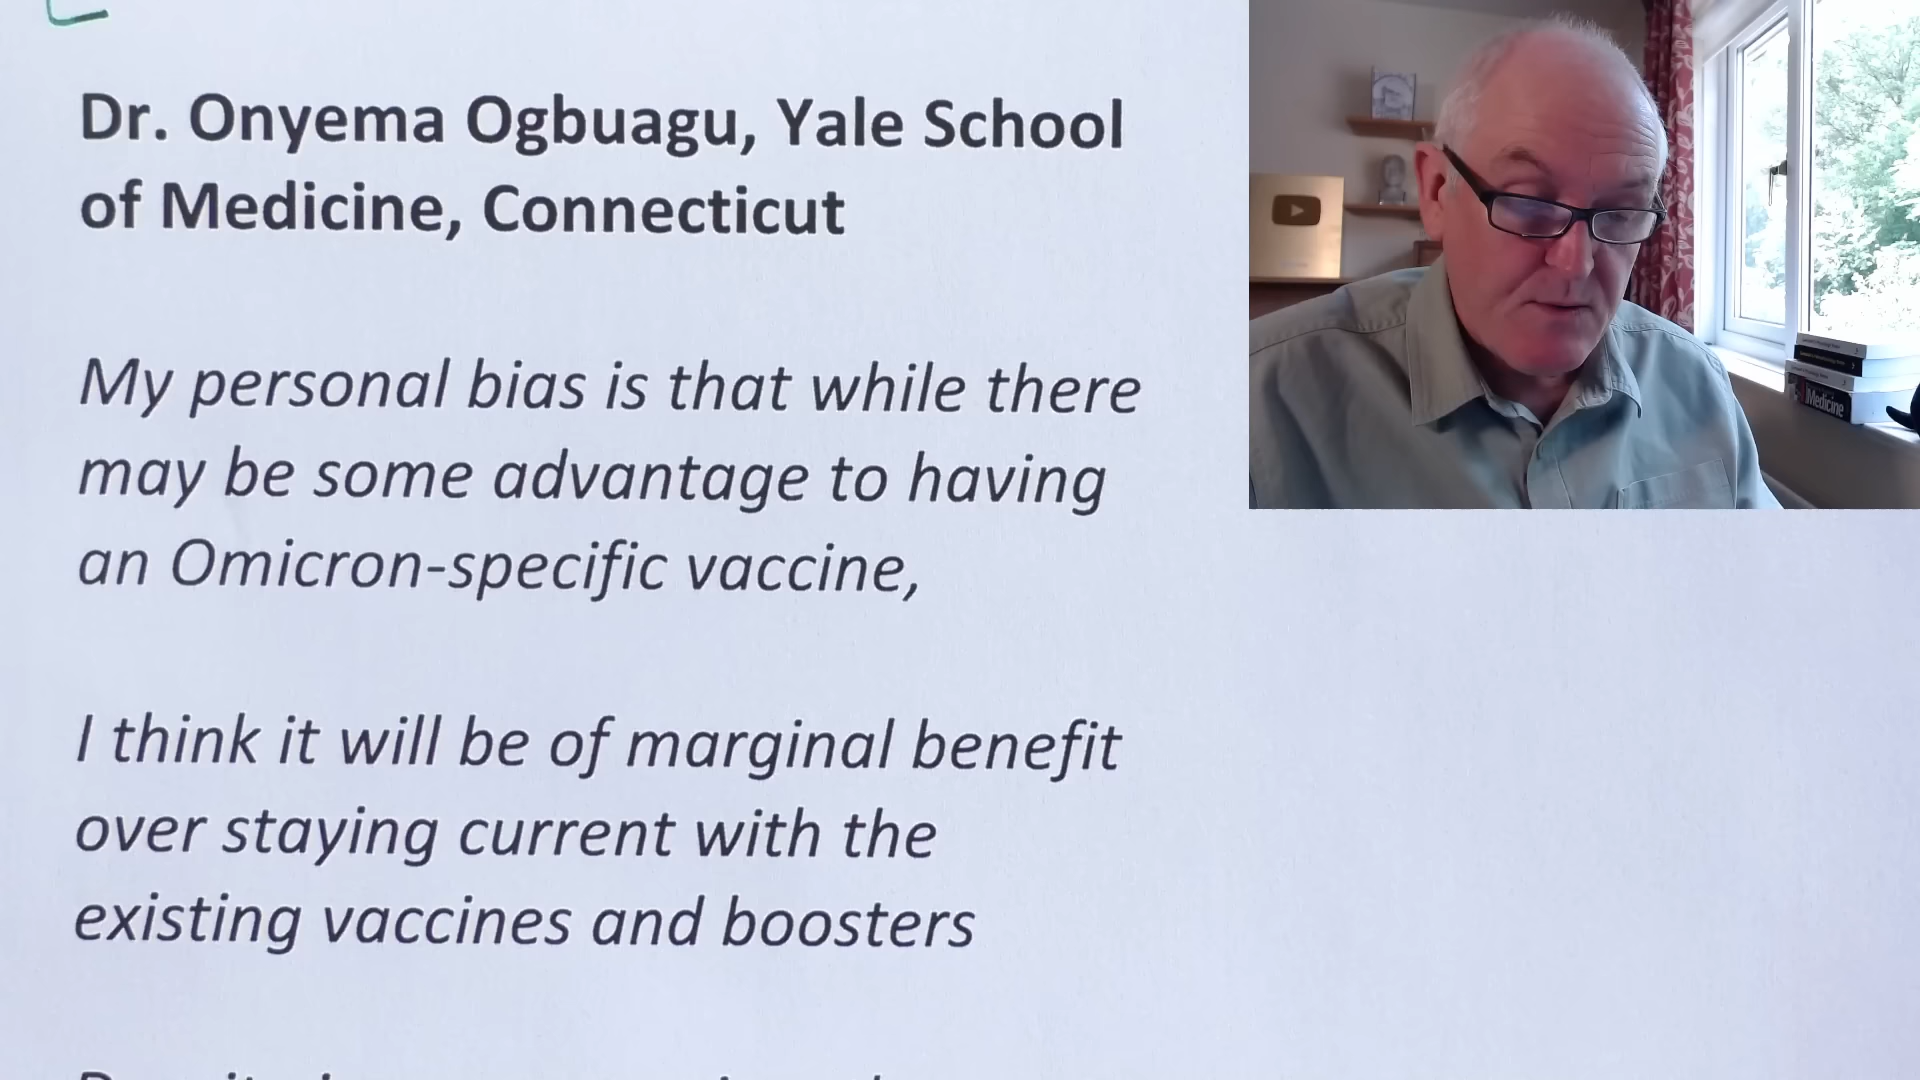 Dr. Onyema Ogbuagu, Yale School
of Medicine, Connecticut
My personal bias is that while there
may be some advantage to having
an Omicron-specific vaccine,
I think it will be of marginal benefit
over staying current with the
existing vaccines and boosters
Medicine